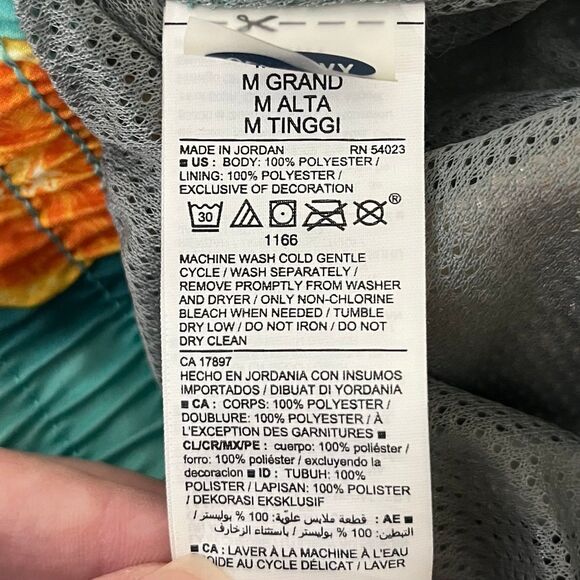 M GRAND
M ALTA
M TINGGI
MADE IN JORDAN RN 54023
■ US : BODY: 100% POLYESTER /
LINING: 100% POLYESTER /
EXCLUSIVE OF DECORATION
30 ®
1166
MACHINE WASH COLD GENTLE
CYCLE / WASH SEPARATELY /
REMOVE PROMPTLY FROM WASHER
AND DRYER / ONLY NON-CHLORINE
BLEACH WHEN NEEDED / TUMBLE
DRY LOW / DO NOT IRON / DO NOT
DRY CLEAN
CA 17897
HECHO EN JORDANIA CON INSUMOS
IMPORTADOS / DIBUAT DI YORDANIA
■ CA : CORPS: 100% POLYESTER /
DOUBLURE: 100% POLYESTER / À
L'EXCEPTION DES GARNITURES ■
CL/CR/MX/PE : cuerpo: 100% poliéster /
forro: 100% poliéster / excluyendo la
decoracion ■ ID : TUBUH: 100%
POLISTER / LAPISAN: 100% POLISTER
/ DEKORASI EKSKLUSIF
■ AE : قطعة ملابس علويّة: 100 % بوليستر /
التبطين: 100 % بوليستر / باستثناء الزخارف
■ CA : LAVER À LA MACHINE À L'EAU
AU CYCLE DÉLICAT / LAVER